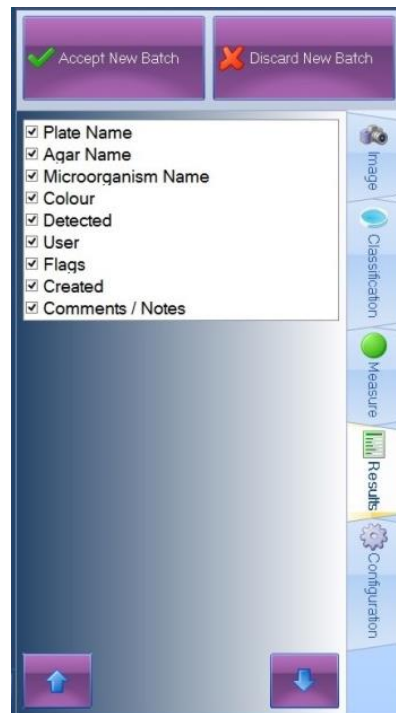 Accept New Batch
Discard New Batch
Plate Name
Agar Name
Microorganism Name
Colour
Detected
User
Flags
Created
Comments / Notes
Image
Classification
Measure
Results
Configuration